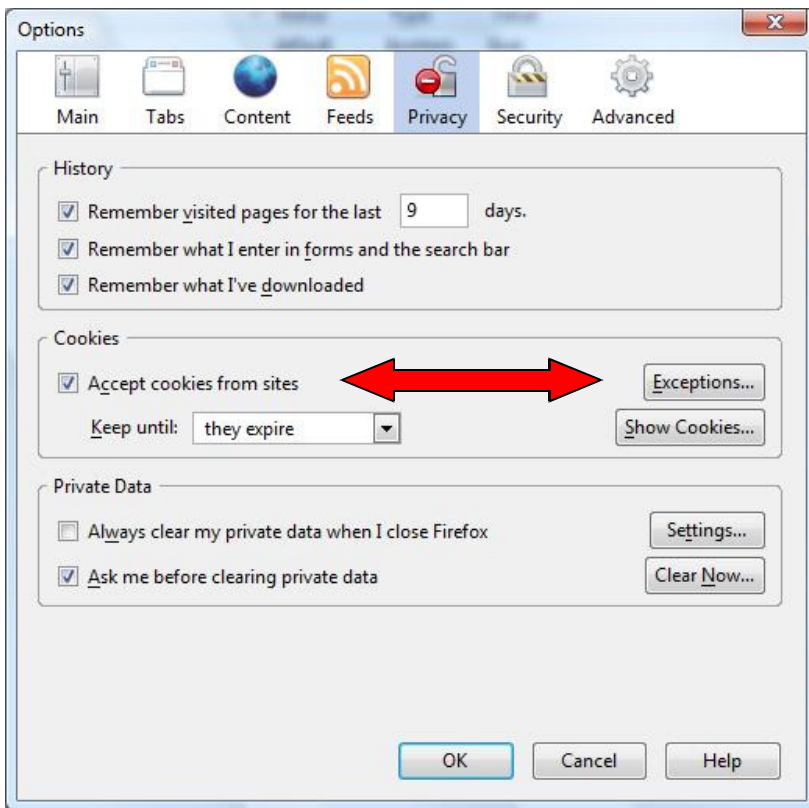 Options
Main Tabs Content Feeds Privacy Security Advanced
History
Remember visited pages for the last 9 days.
Remember what I enter in forms and the search bar
Remember what I've downloaded
Cookies
Accept cookies from sites Exceptions...
Keep until: they expire Show Cookies...
Private Data
Always clear my private data when I close Firefox Settings...
Ask me before clearing private data Clear Now...
OK Cancel Help